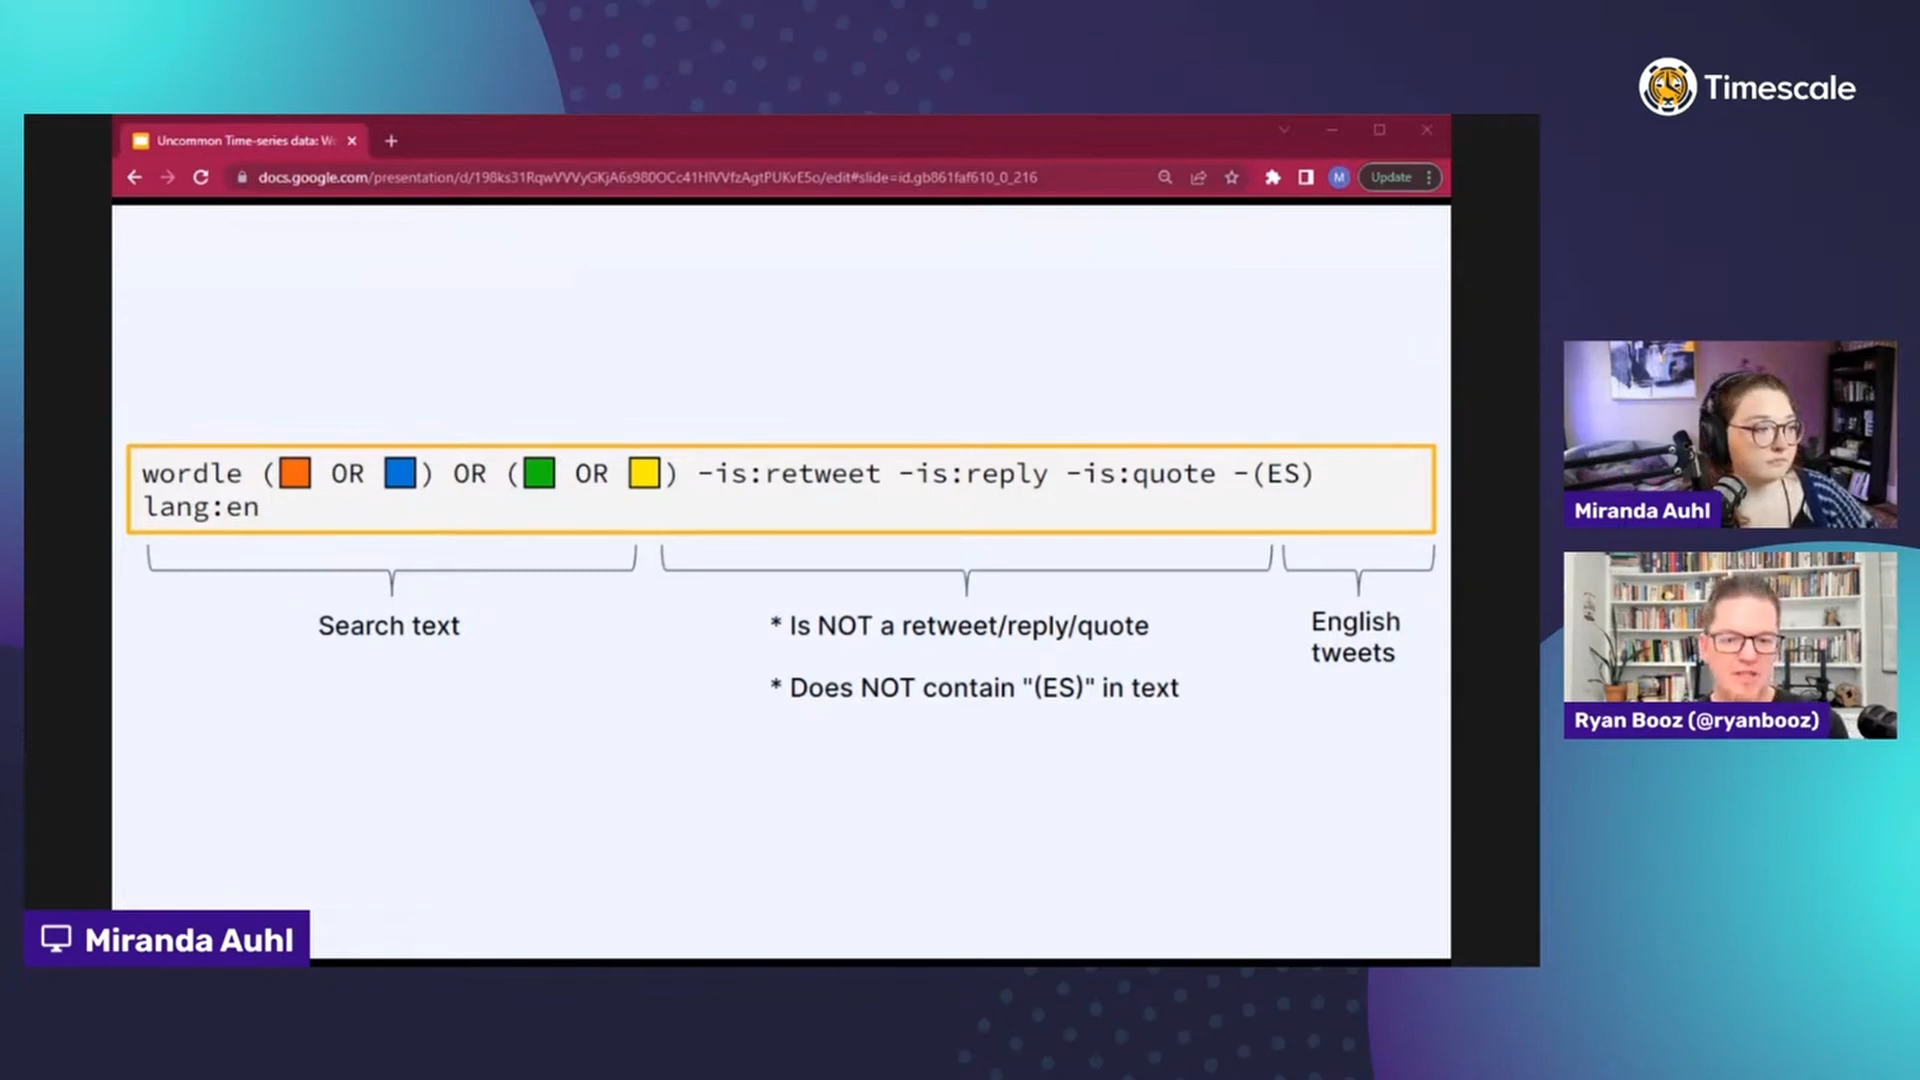 Timescale
Uncommon Time-series data: Wo
docs.google.com/presentation/d/198ks31RqwVVVyGKjA6s980OCc41HIVVfzAgtPUKvE5o/edit#slide=id.gb861faf610_0_216
M
Update
wordle (🟧 OR 🟦) OR (🟩 OR 🟨) -is:retweet -is:reply -is:quote -(ES)
lang:en
Search text
* Is NOT a retweet/reply/quote
* Does NOT contain "(ES)" in text
English
tweets
Miranda Auhl
Ryan Booz (@ryanbooz)
Miranda Auhl